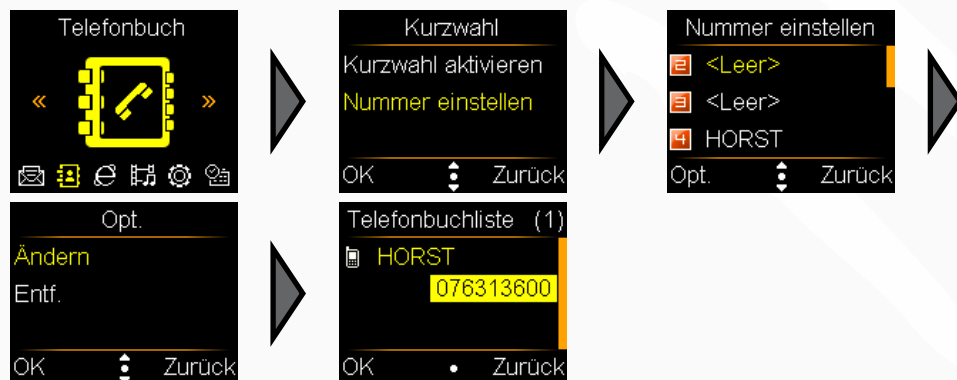 Telefonbuch
«
»
Kurzwahl
Kurzwahl aktivieren
Nummer einstellen
OK Zurück
Nummer einstellen
2 <Leer>
3 <Leer>
4 HORST
Opt. Zurück
Opt.
Ändern
Entf.
OK Zurück
Telefonbuchliste (1)
HORST
076313600
OK Zurück